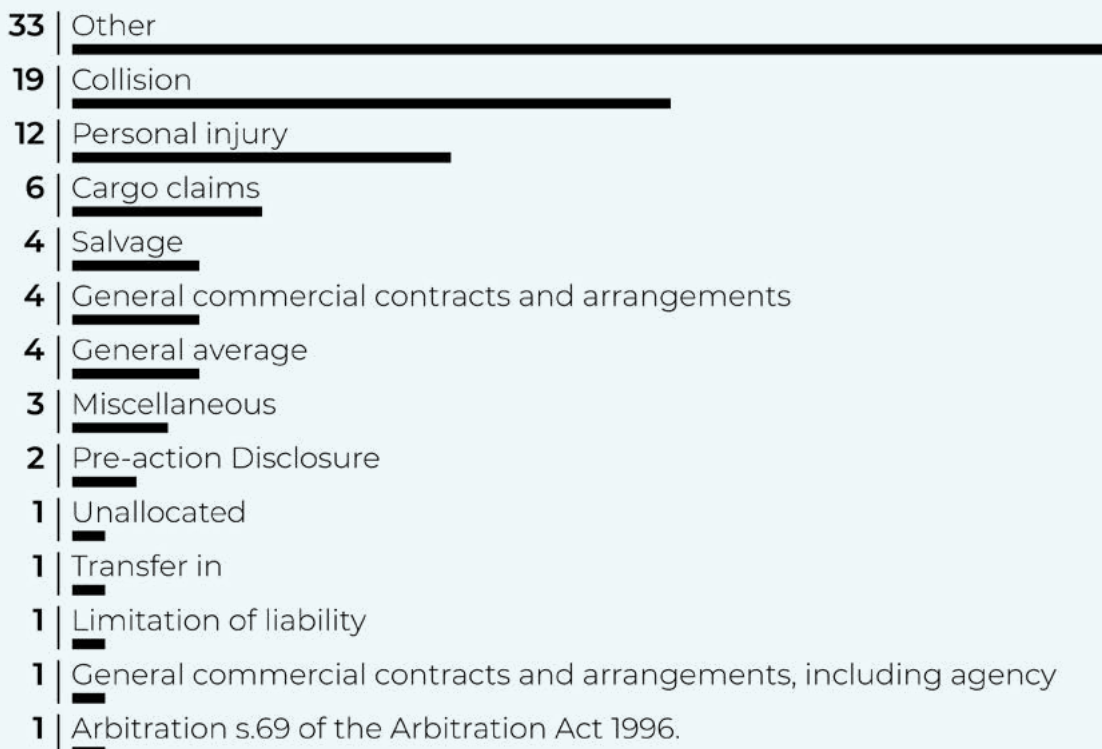 33 Other
19 Collision
12 Personal injury
6 Cargo claims
4 Salvage
4 General commercial contracts and arrangements
4 General average
3 Miscellaneous
2 Pre-action Disclosure
1 Unallocated
1 Transfer in
1 Limitation of liability
1 General commercial contracts and arrangements, including agency
1 Arbitration s.69 of the Arbitration Act 1996.